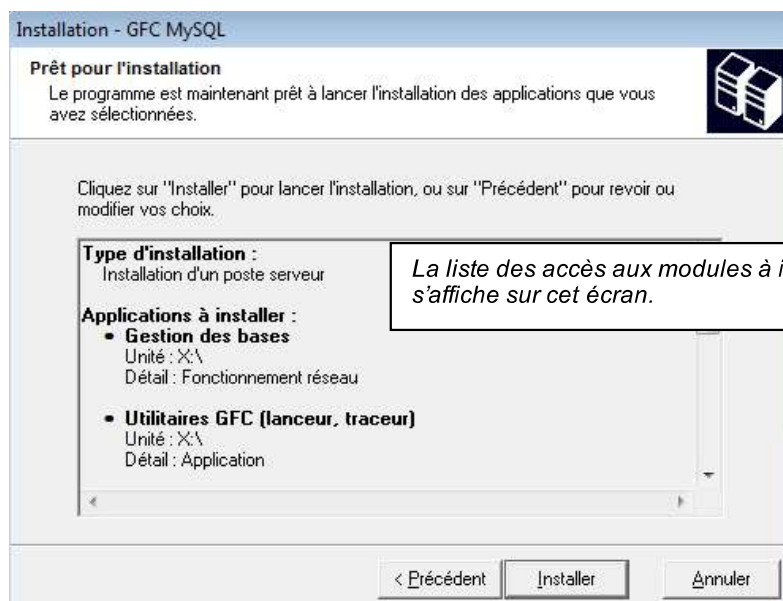 Installation - GFC MySQL
Prêt pour l'installation
Le programme est maintenant prêt à lancer l'installation des applications que vous
avez sélectionnées.
Cliquez sur "Installer" pour lancer l'installation, ou sur "Précédent" pour revoir ou
modifier vos choix.
Type d'installation :
Installation d'un poste serveur
La liste des accès aux modules à i
s'affiche sur cet écran.
Applications à installer :
• Gestion des bases
Unité : X:\
Détail : Fonctionnement réseau
• Utilitaires GFC (lanceur, traceur)
Unité : X:\
Détail : Application
< Précédent
Installer
Annuler